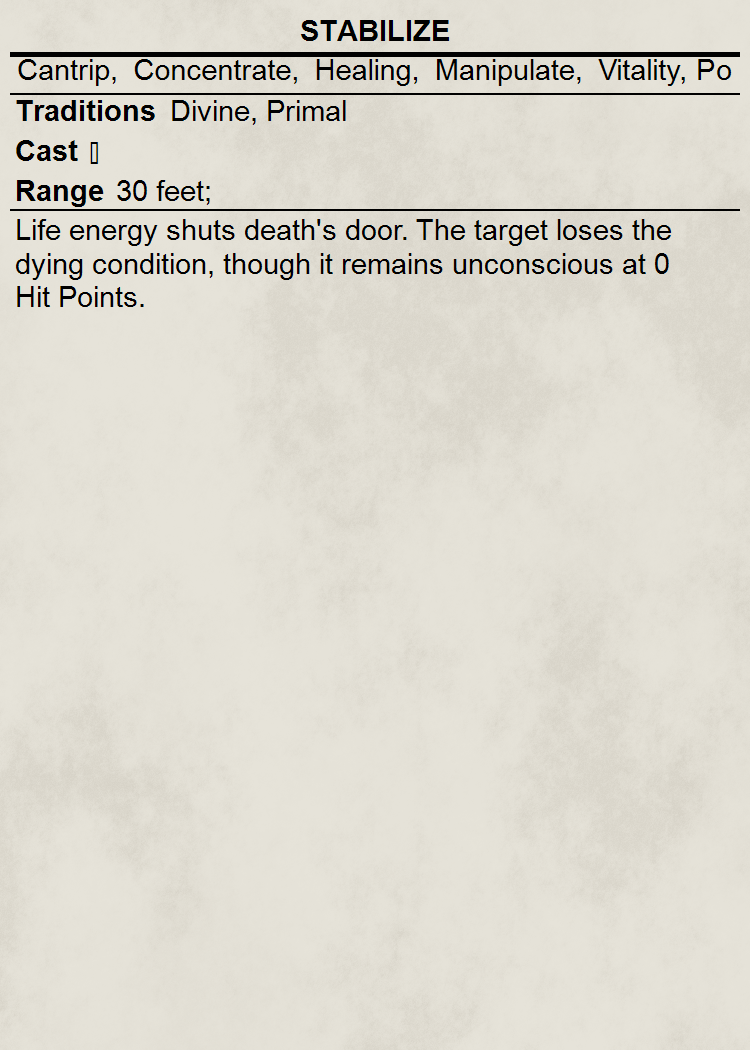 STABILIZE
Cantrip, Concentrate, Healing, Manipulate, Vitality, Po
Traditions Divine, Primal
Cast ▯
Range 30 feet;
Life energy shuts death's door. The target loses the
dying condition, though it remains unconscious at 0
Hit Points.